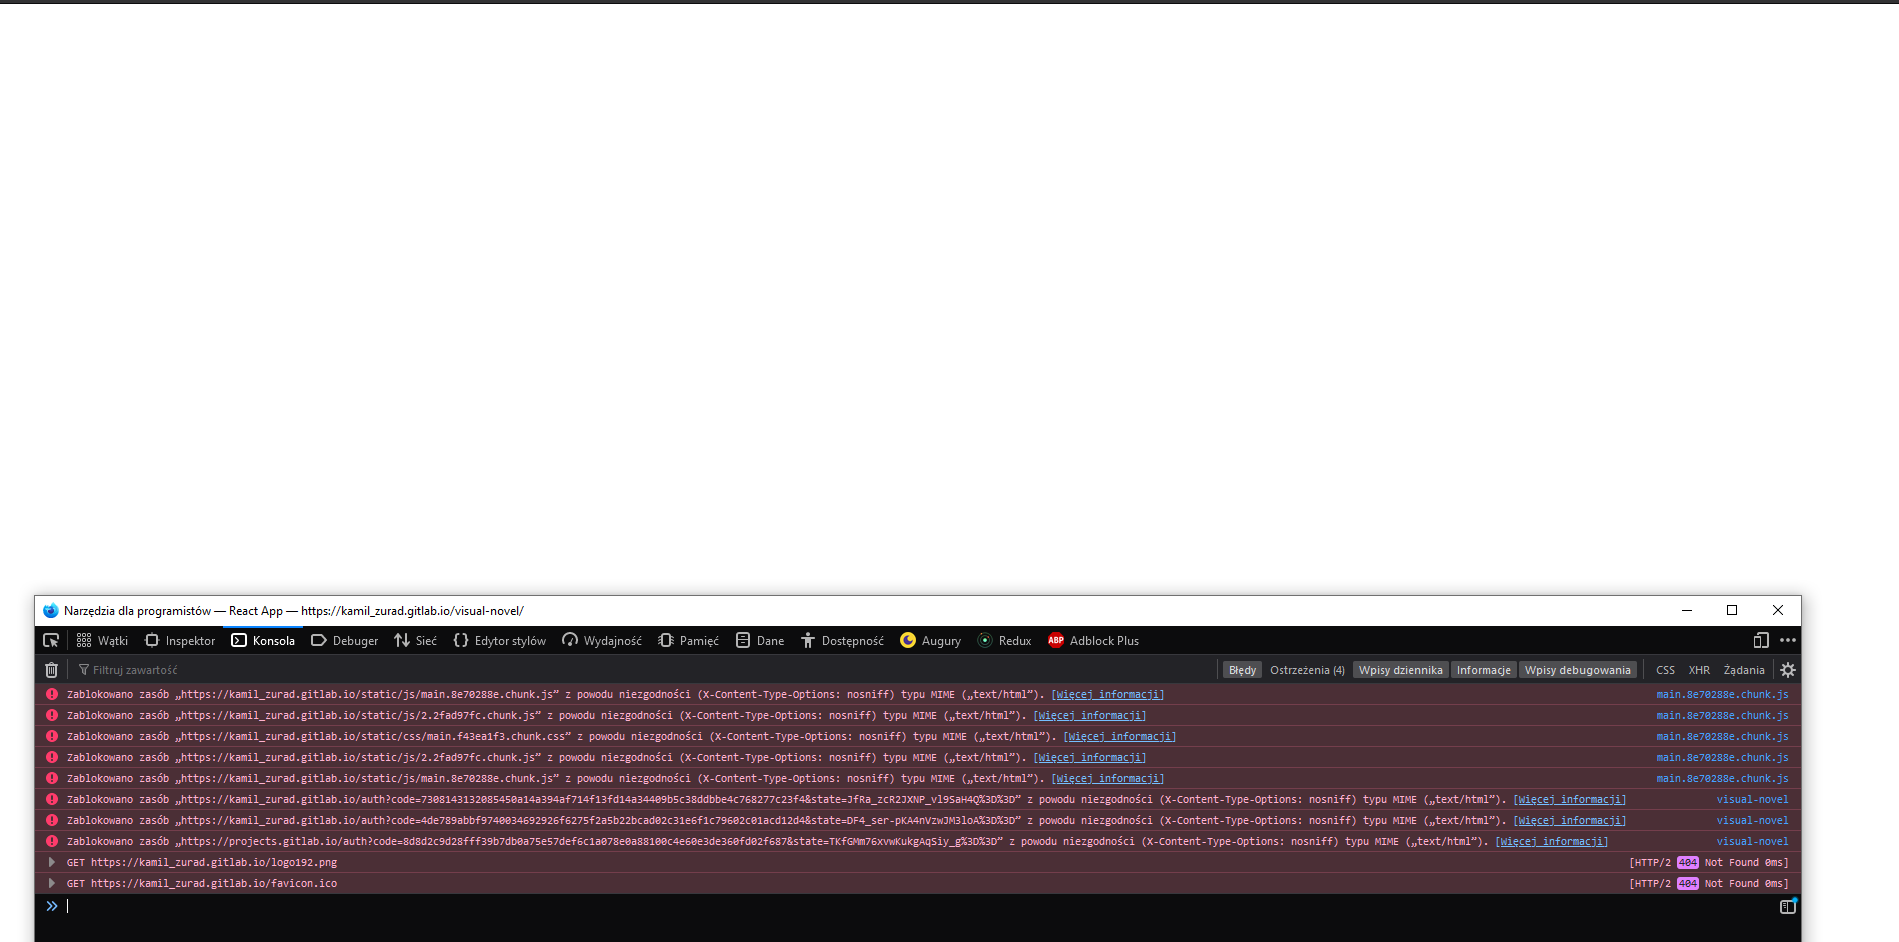 Narzędzia dla programistów — React App — https://kamil_zurad.gitlab.io/visual-novel/
Wątki Inspektor Konsola Debuger Sieć Edytor stylów Wydajność Pamięć Dane Dostępność Augury Redux ABP Adblock Plus
Filtruj zawartość Błędy Ostrzeżenia (4) Wpisy dziennika Informacje Wpisy debugowania CSS XHR Żądania
Zablokowano zasób „https://kamil_zurad.gitlab.io/static/js/main.8e70288e.chunk.js” z powodu niezgodności (X-Content-Type-Options: nosniff) typu MIME („text/html”). [Więcej informacji] main.8e70288e.chunk.js
Zablokowano zasób „https://kamil_zurad.gitlab.io/static/js/2.2fad97fc.chunk.js” z powodu niezgodności (X-Content-Type-Options: nosniff) typu MIME („text/html”). [Więcej informacji] main.8e70288e.chunk.js
Zablokowano zasób „https://kamil_zurad.gitlab.io/static/css/main.f43ea1f3.chunk.css” z powodu niezgodności (X-Content-Type-Options: nosniff) typu MIME („text/html”). [Więcej informacji] main.8e70288e.chunk.js
Zablokowano zasób „https://kamil_zurad.gitlab.io/static/js/2.2fad97fc.chunk.js” z powodu niezgodności (X-Content-Type-Options: nosniff) typu MIME („text/html”). [Więcej informacji] main.8e70288e.chunk.js
Zablokowano zasób „https://kamil_zurad.gitlab.io/static/js/main.8e70288e.chunk.js” z powodu niezgodności (X-Content-Type-Options: nosniff) typu MIME („text/html”). [Więcej informacji] main.8e70288e.chunk.js
Zablokowano zasób „https://kamil_zurad.gitlab.io/auth?code=7308143132085450a14a394af714f13fd14a34409b5c38ddbbe4c768277c23f4&state=JfRa_zcR2JXNP_vl9SaH4Q%3D%3D” z powodu niezgodności (X-Content-Type-Options: nosniff) typu MIME („text/html”). [Więcej informacji] visual-novel
Zablokowano zasób „https://kamil_zurad.gitlab.io/auth?code=4de789abbf9740034692926f6275f2a5b22bcad02c31e6f1c79602c01acd12d4&state=DF4_ser-pKA4nVzwJM3loA%3D%3D” z powodu niezgodności (X-Content-Type-Options: nosniff) typu MIME („text/html”). [Więcej informacji] visual-novel
Zablokowano zasób „https://projects.gitlab.io/auth?code=8d8d2c9d28fff39b7db0a75e57def6c1a078e0a88100c4e60e3de360fd02f687&state=TKfGMm76xvwKukgAqSiy_g%3D%3D” z powodu niezgodności (X-Content-Type-Options: nosniff) typu MIME („text/html”). [Więcej informacji] visual-novel
GET https://kamil_zurad.gitlab.io/logo192.png [HTTP/2 404 Not Found 0ms]
GET https://kamil_zurad.gitlab.io/favicon.ico [HTTP/2 404 Not Found 0ms]